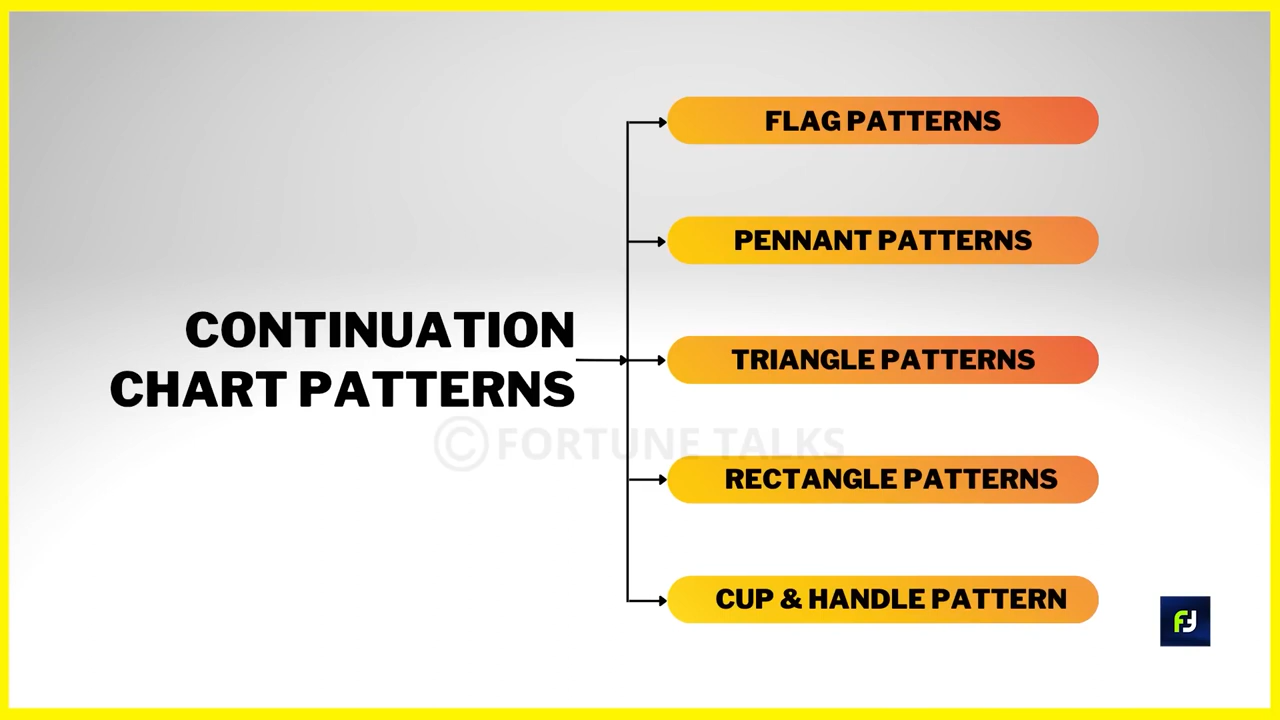 CONTINUATION
CHART PATTERNS
FLAG PATTERNS
PENNANT PATTERNS
TRIANGLE PATTERNS
RECTANGLE PATTERNS
CUP & HANDLE PATTERN
© FORTUNE TALKS